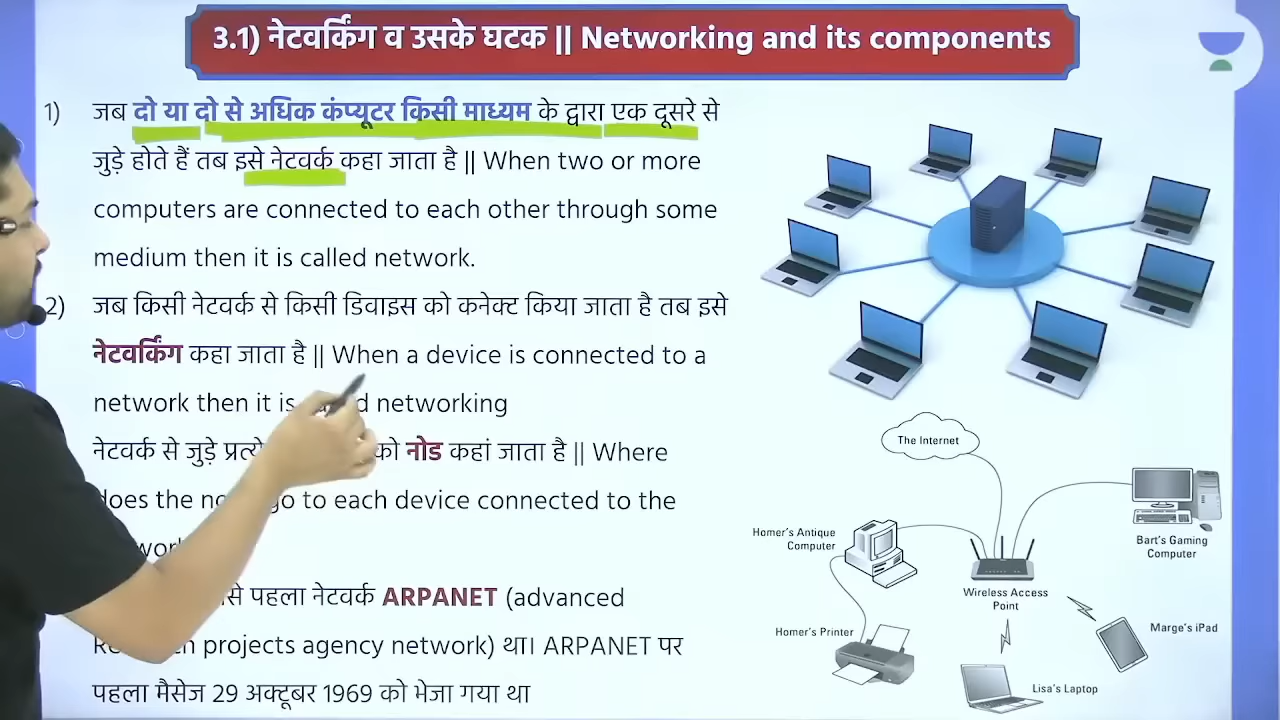 3.1) नेटवर्किंग व उसके घटक || Networking and its components
1) जब दो या दो से अधिक कंप्यूटर किसी माध्यम के द्वारा एक दूसरे से
जुड़े होते हैं तब इसे नेटवर्क कहा जाता है || When two or more
computers are connected to each other through some
medium then it is called network.
2) जब किसी नेटवर्क से किसी डिवाइस को कनेक्ट किया जाता है तब इसे
नेटवर्किंग कहा जाता है || When a device is connected to a
network then it is networking
नेटवर्क से जुड़े को नोड कहां जाता है || Where
does the go to each device connected to the
पहला नेटवर्क ARPANET (advanced
projects agency network) था। ARPANET पर
पहला मैसेज 29 अक्टूबर 1969 को भेजा गया था
The Internet
Homer's Antique
Computer
Bart's Gaming
Computer
Wireless Access
Point
Homer's Printer
Marge's iPad
Lisa's Laptop